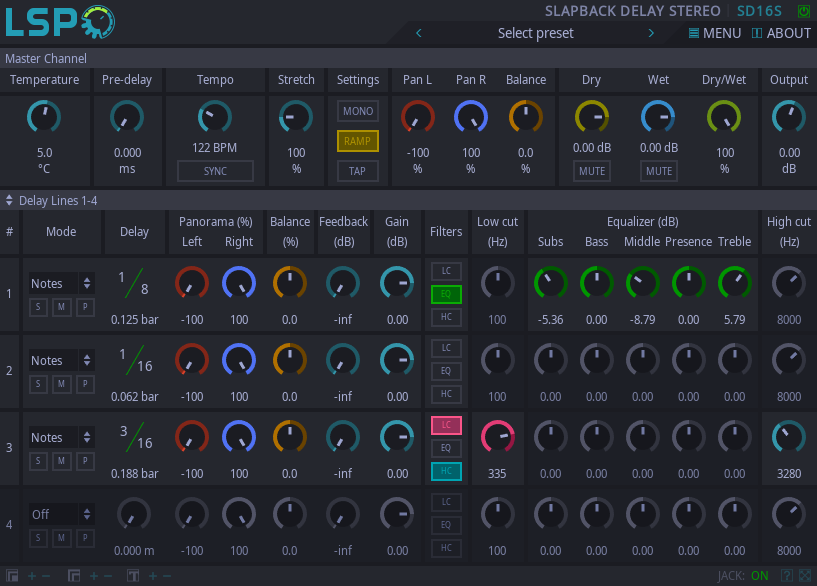 LSP
SLAPBACK DELAY STEREO SD16S
Select preset
MENU ABOUT
Master Channel
Temperature Pre-delay Tempo Stretch Settings Pan L Pan R Balance Dry Wet Dry/Wet Output
MONO
RAMP
TAP
5.0 0.000 122 BPM 100 -100 100 0.0 0.00 dB 0.00 dB 100 0.00
°C ms SYNC % % % % MUTE MUTE % dB
Delay Lines 1-4
# Mode Delay Panorama (%) Balance Feedback Gain Filters Low cut Equalizer (dB) High cut
Left Right (%) (dB) (dB) (Hz) Subs Bass Middle Presence Treble (Hz)
1 Notes 1/8 LC
S M P EQ
0.125 bar -100 100 0.0 -inf 0.00 HC 100 -5.36 0.00 -8.79 0.00 5.79 8000
2 Notes 1/16 LC
S M P EQ
0.062 bar -100 100 0.0 -inf 0.00 HC 100 0.00 0.00 0.00 0.00 0.00 8000
3 Notes 3/16 LC
S M P EQ
0.188 bar -100 100 0.0 -inf 0.00 HC 335 0.00 0.00 0.00 0.00 0.00 3280
4 Off LC
S M P EQ
0.000 m -100 100 0.0 -inf 0.00 HC 100 0.00 0.00 0.00 0.00 0.00 8000
JACK: ON ?